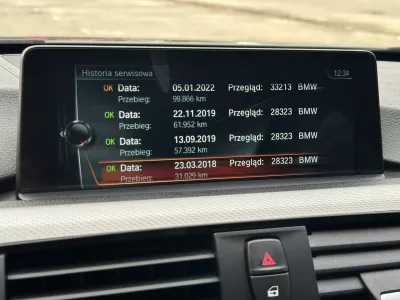 Historia serwisowa 12:34
OK Data: 05.01.2022 Przegląd: 33213 BMW
Przebieg: 99.866 km
OK Data: 22.11.2019 Przegląd: 28323 BMW
Przebieg: 61.952 km
OK Data: 13.09.2019 Przegląd: 28323 BMW
Przebieg: 57.392 km
OK Data: 23.03.2018 Przegląd: 28323 BMW
Przebieg: 31.029 km